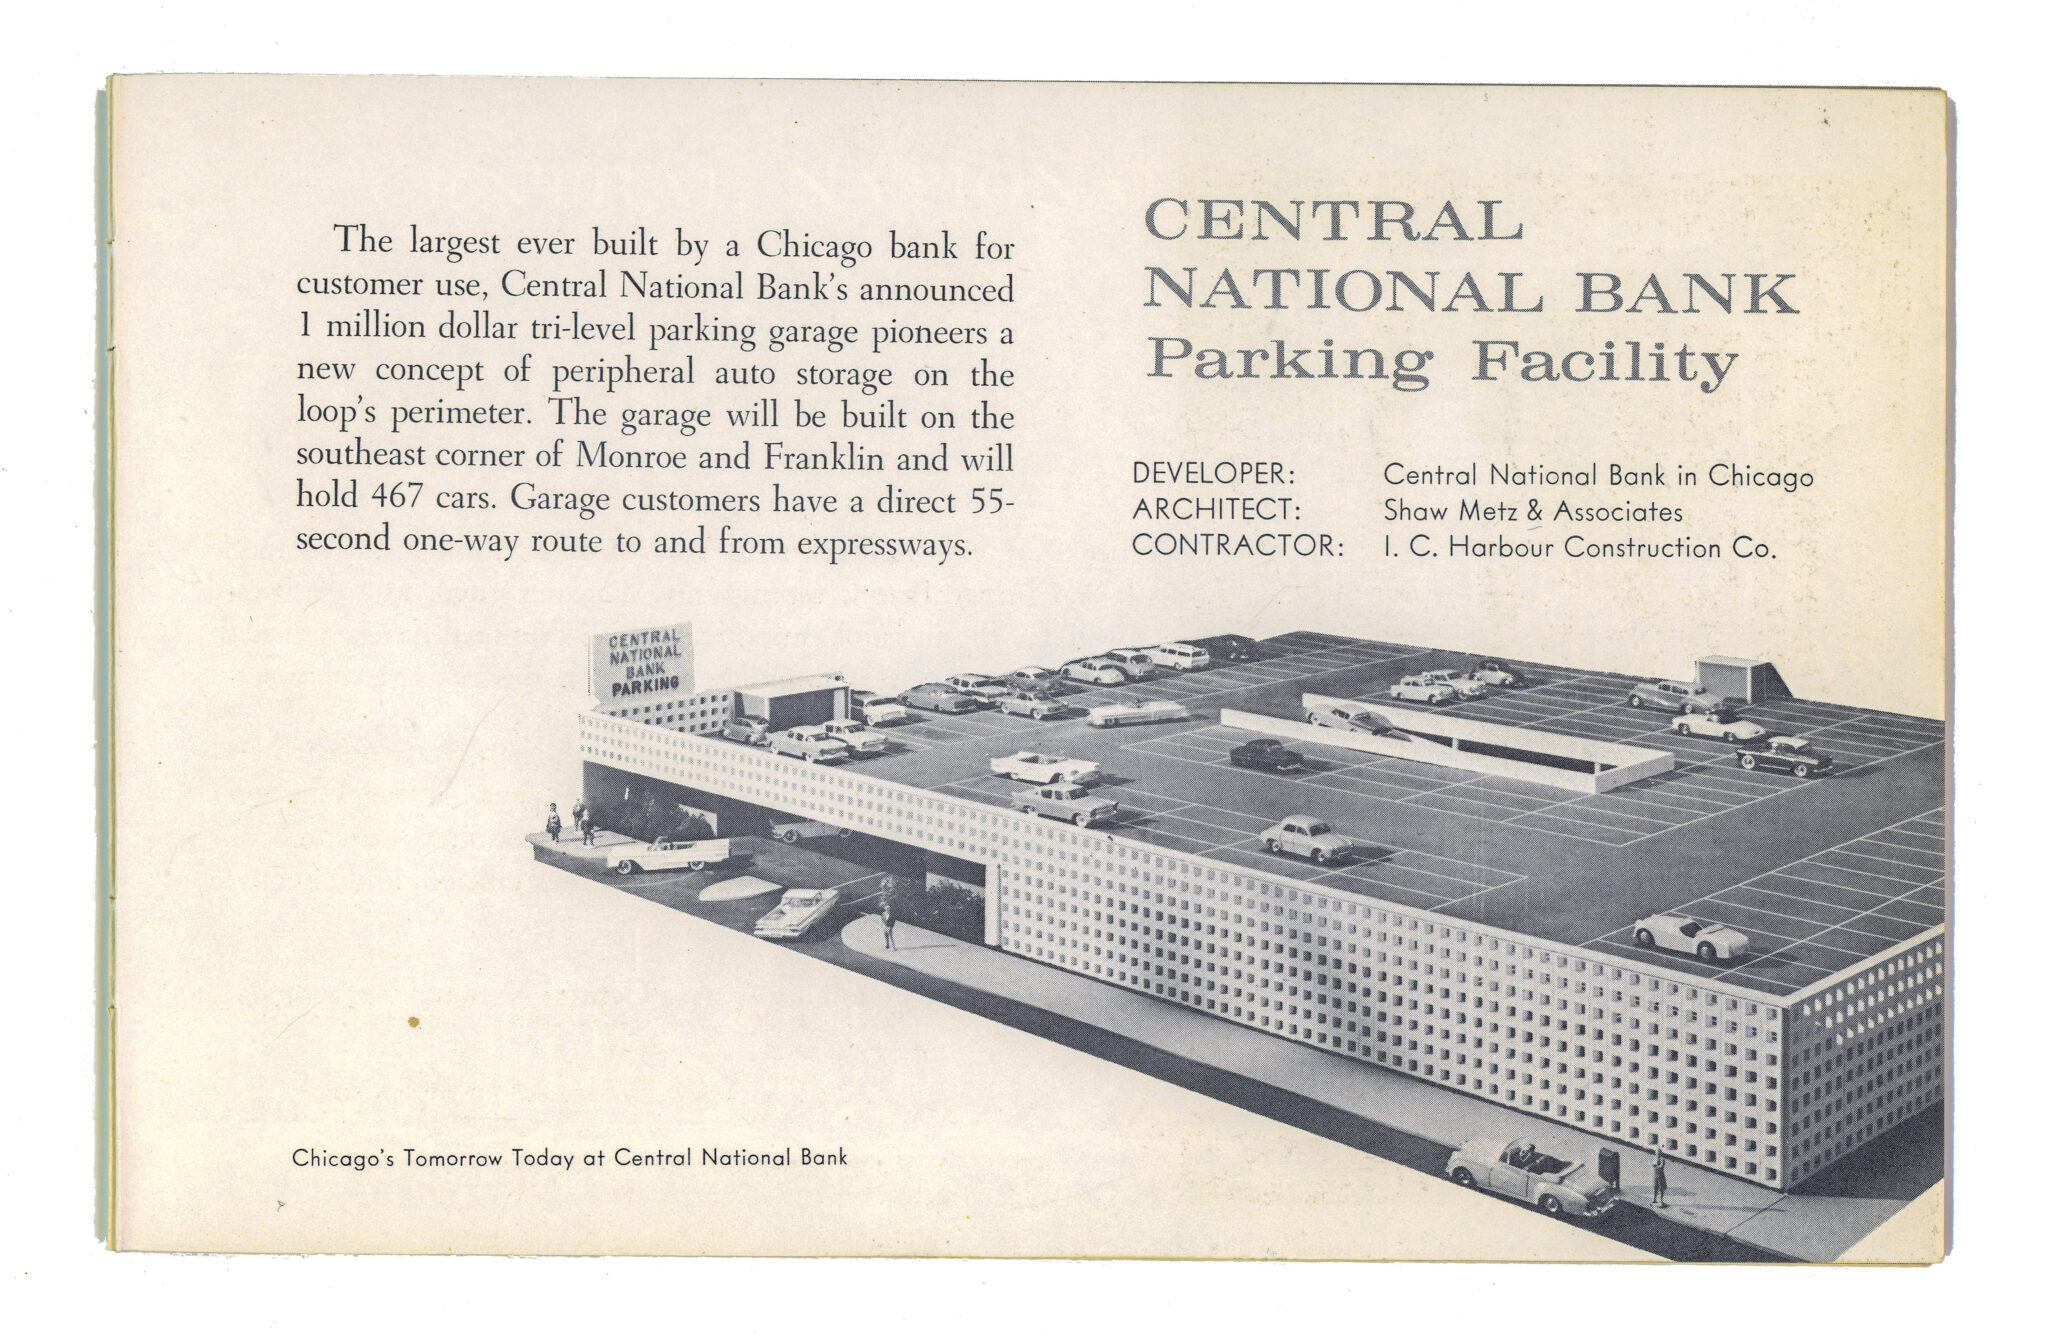 The largest ever built by a Chicago bank for
customer use, Central National Bank's announced
1 million dollar tri-level parking garage pioneers a
new concept of peripheral auto storage on the
loop's perimeter. The garage will be built on the
southeast corner of Monroe and Franklin and will
hold 467 cars. Garage customers have a direct 55-
second one-way route to and from expressways.
CENTRAL
NATIONAL BANK
Parking Facility
DEVELOPER: Central National Bank in Chicago
ARCHITECT: Shaw Metz & Associates
CONTRACTOR: I. C. Harbour Construction Co.
CENTRAL
NATIONAL
BANK
PARKING
Chicago's Tomorrow Today at Central National Bank